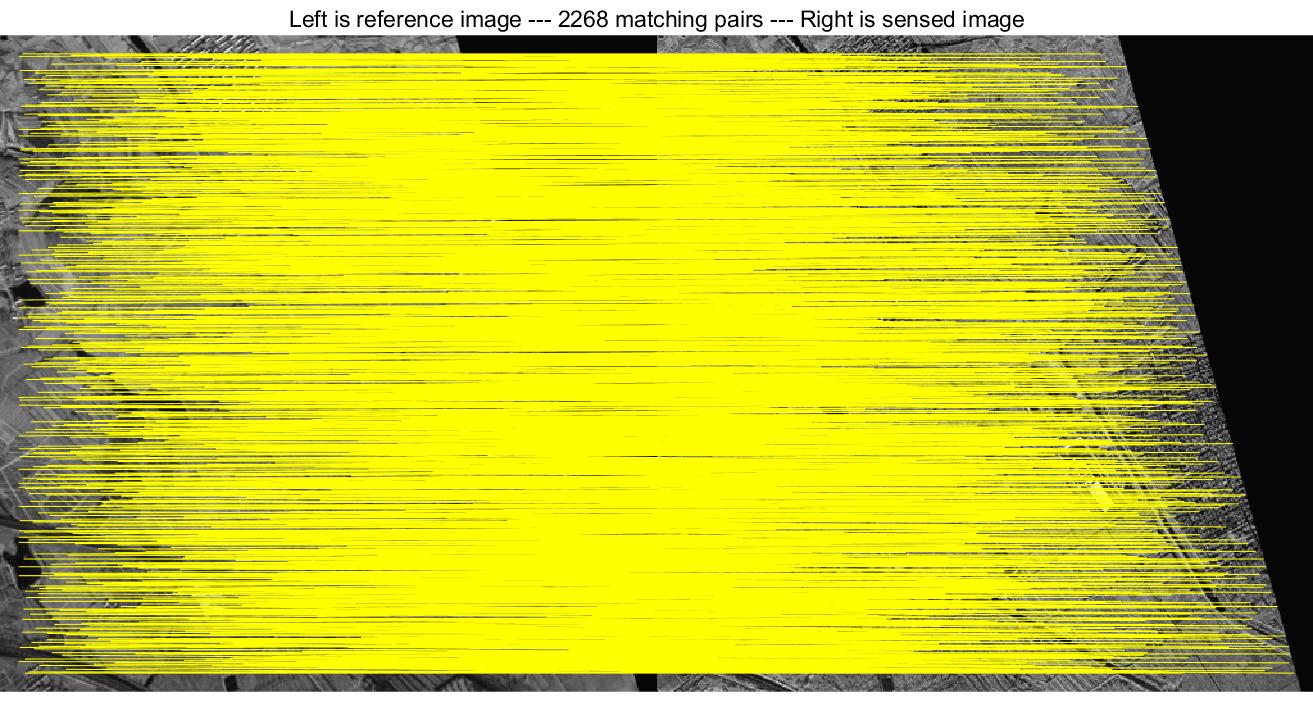 Left is reference image --- 2268 matching pairs --- Right is sensed image